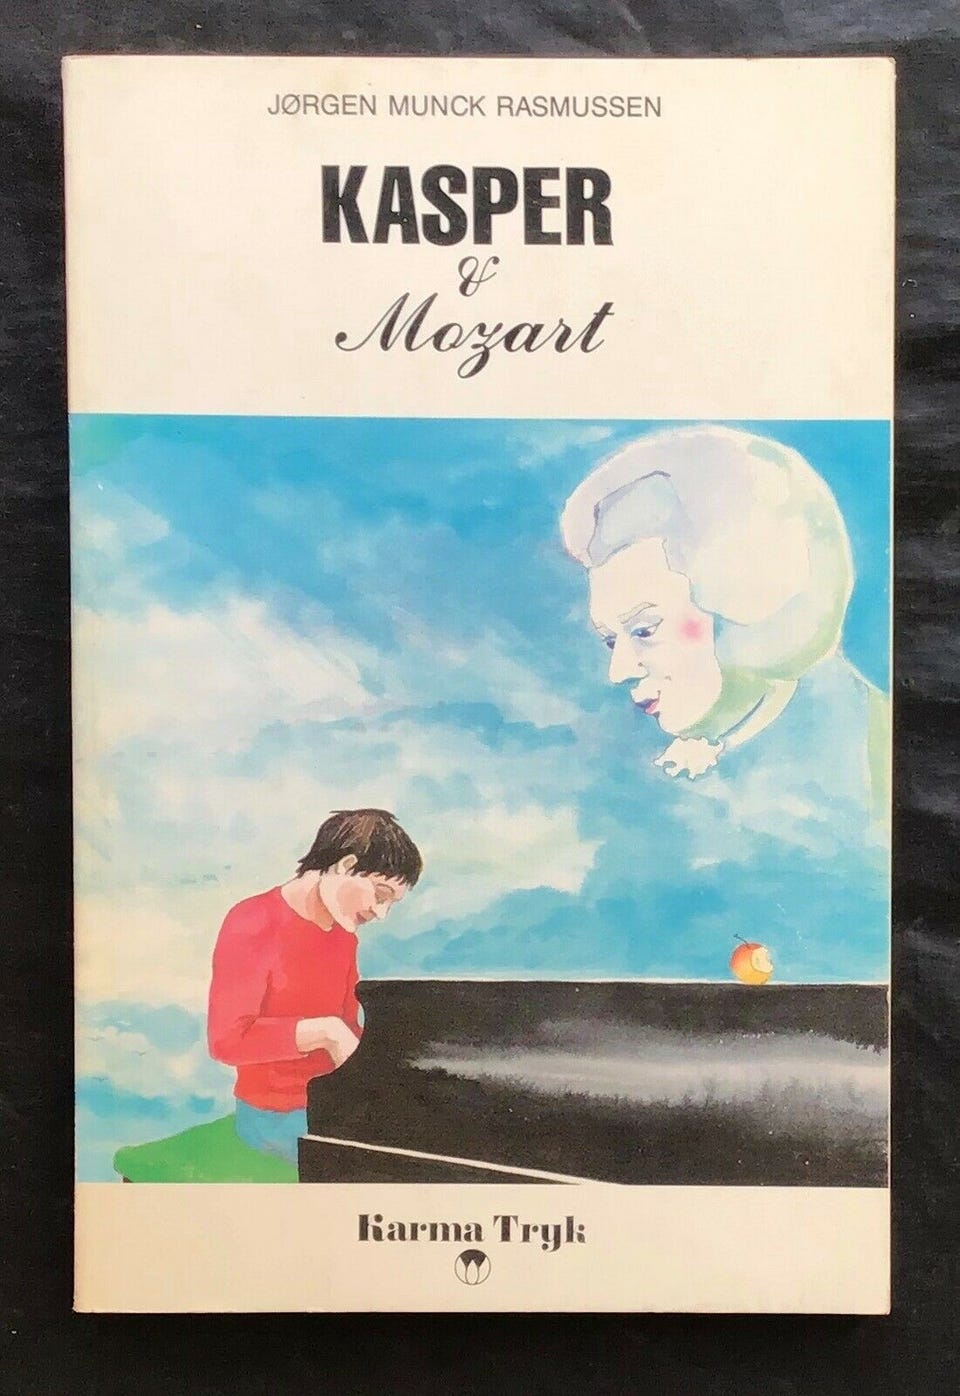 JØRGEN MUNCK RASMUSSEN
KASPER
&
Mozart
Karma Tryk